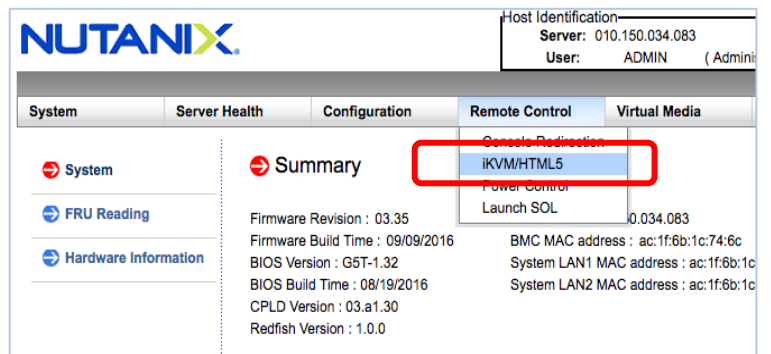 NUTANIX
Host Identification
Server: 010.150.034.083
User: ADMIN ( Adminis
System Server Health Configuration Remote Control Virtual Media
Console Redirection
iKVM/HTML5
Power Control
Launch SOL
System
FRU Reading
Hardware Information
Summary
Firmware Revision : 03.35
Firmware Build Time : 09/09/2016
BIOS Version : G5T-1.32
BIOS Build Time : 08/19/2016
CPLD Version : 03.a1.30
Redfish Version : 1.0.0
0.034.083
BMC MAC address : ac:1f:6b:1c:74:6c
System LAN1 MAC address : ac:1f:6b:1c
System LAN2 MAC address : ac:1f:6b:1c